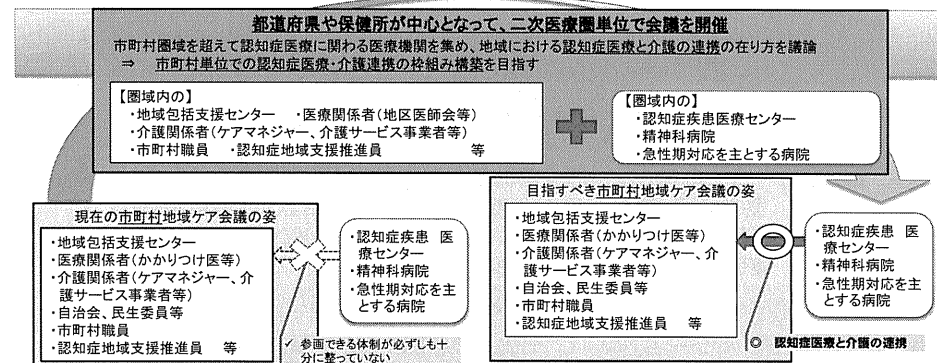 都道府県や保健所が中心となって、二次医療圏単位で会議を開催
市町村圏域を超えて認知症医療に関わる医療機関を集め、地域における認知症医療と介護の連携の在り方を議論
⇒ 市町村単位での認知症医療・介護連携の枠組み構築を目指す
【圏域内の】
・地域包括支援センター ・医療関係者(地区医師会等)
・介護関係者(ケアマネジャー、介護サービス事業者等)
・市町村職員 ・認知症地域支援推進員 等
【圏域内の】
・認知症疾患医療センター
・精神科病院
・急性期対応を主とする病院
現在の市町村地域ケア会議の姿
・地域包括支援センター
・医療関係者(かかりつけ医等)
・介護関係者(ケアマネジャー、介
護サービス事業者等)
・自治会、民生委員等
・市町村職員
・認知症地域支援推進員 等
・認知症疾患 医
療センター
・精神科病院
・急性期対応を主
とする病院
✓ 参画できる体制が必ずしも十
分に整っていない
目指すべき市町村地域ケア会議の姿
・地域包括支援センター
・医療関係者(かかりつけ医等)
・介護関係者(ケアマネジャー、介
護サービス事業者等)
・自治会、民生委員等
・市町村職員
・認知症地域支援推進員 等
・認知症疾患 医
療センター
・精神科病院
・急性期対応を主
とする病院
◎ 認知症医療と介護の連携